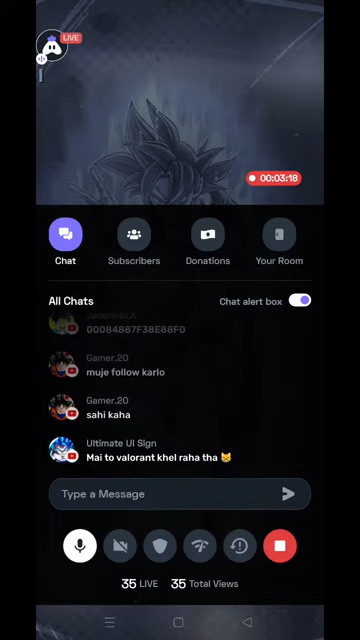 LIVE
00:03:18
Chat
Subscribers
Donations
Your Room
All Chats
Chat alert box
00084887F38E88F0
Gamer.20
muje follow karlo
Gamer.20
sahi kaha
Ultimate UI Sign
Mai to valorant khel raha tha 😼
Type a Message
35 LIVE
35 Total Views